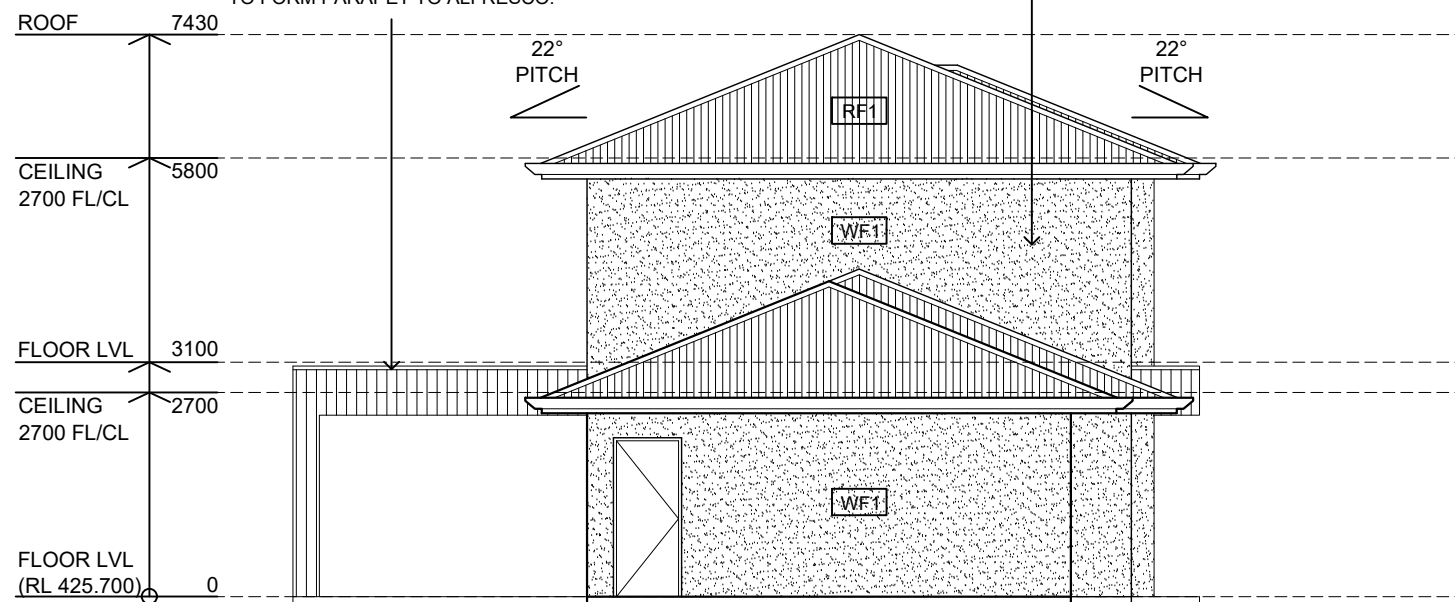 TO FORM PARAPET TO ALFRESCO.
ROOF 7430
22°
PITCH
22°
PITCH
RF1
CEILING 5800
2700 FL/CL
WF1
FLOOR LVL 3100
CEILING 2700
2700 FL/CL
WF1
FLOOR LVL
(RL 425.700) 0